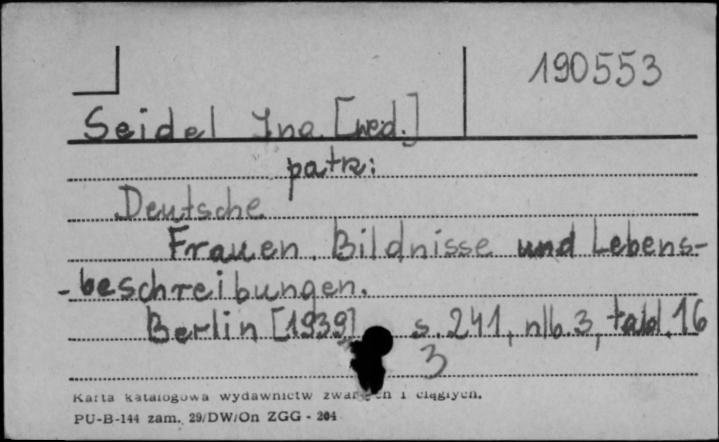 190553
Seidel Ina. [wed.]
patrz:
Deutsche
Frauen. Bildnisse und Lebens-
-beschreibungen.
Berlin [1939] s. 241, nlb. 3, tabl. 16
3
Karta katalogowa wydawnictw zwartych i ciągłych.
PU-B-144 zam. 29/DW/On ZGG - 204